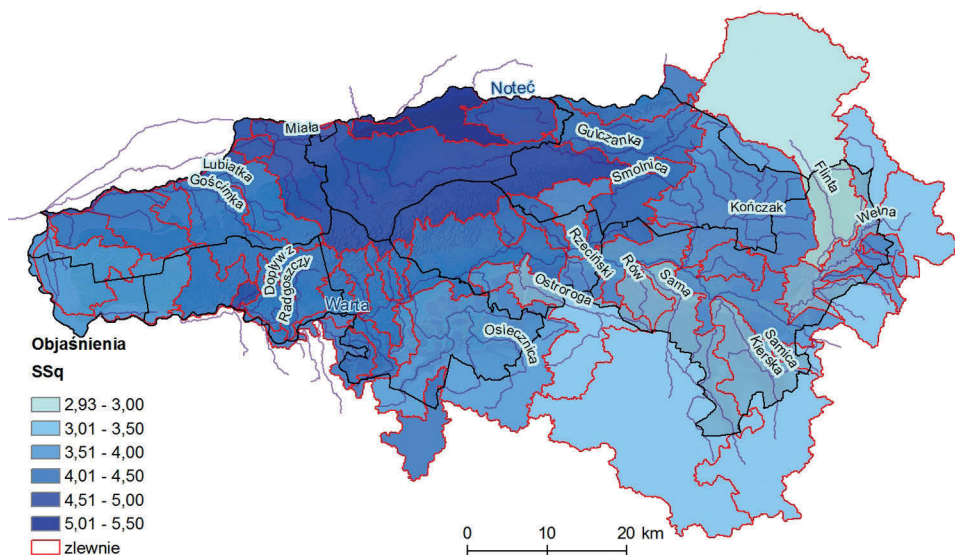 Noteć
Miała
Gulczanka
Lubiatka
Gościmka
Smolnica
Flinta
Kończak
Wełna
Dopływ z
Radgoszczy
Rzeciński
Rów
Sama
Ostroroga
Warta
Osiecznica
Samica
Kierska
Objaśnienia
SSq
2,93 - 3,00
3,01 - 3,50
3,51 - 4,00
4,01 - 4,50
4,51 - 5,00
5,01 - 5,50
zlewnie
0 10 20 km